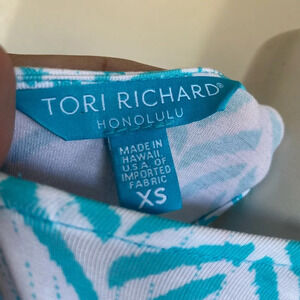 TORI RICHARD®
HONOLULU
MADE IN
HAWAII,
U.S.A. OF
IMPORTED
FABRIC
XS